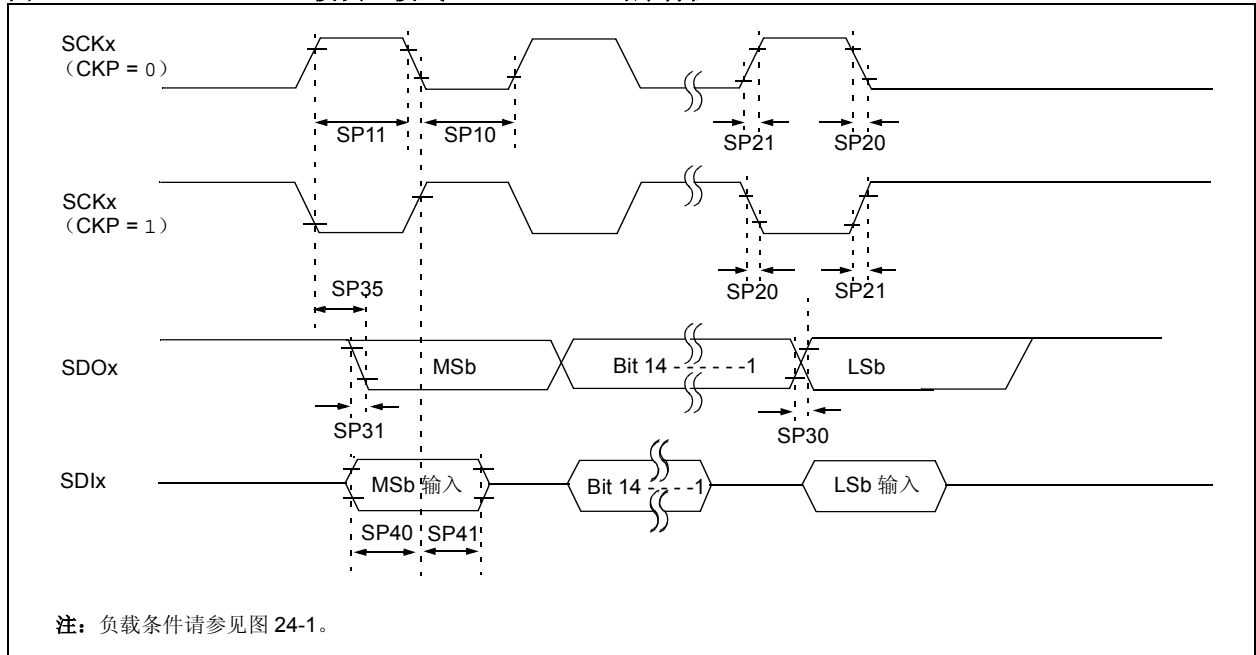 SCKx
（CKP = 0）
SP11
SP10
SP21
SP20
SCKx
（CKP = 1）
SP35
SP20
SP21
SDOx
MSb
Bit 14 - - - - - -1
LSb
SP31
SP30
SDIx
MSb 输入
Bit 14 - - - -1
LSb 输入
SP40
SP41
注：负载条件请参见图 24-1。